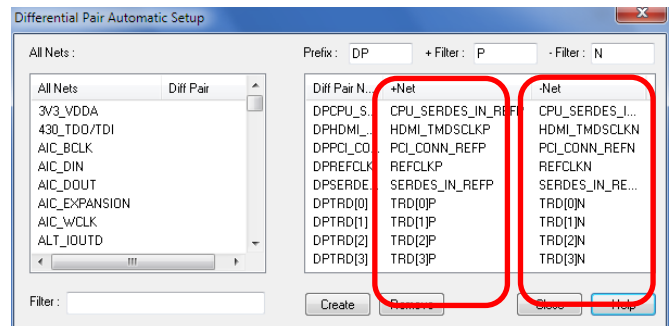 Differential Pair Automatic Setup
All Nets :
Prefix : DP + Filter : P - Filter : N
All Nets Diff Pair
3V3_VDDA
430_TDO/TDI
AIC_BCLK
AIC_DIN
AIC_DOUT
AIC_EXPANSION
AIC_WCLK
ALT_IOUTD
Diff Pair N... +Net -Net
DPCPU_S... CPU_SERDES_IN_REFP CPU_SERDES_I...
DPHDMI_... HDMI_TMDSCLKP HDMI_TMDSCLKN
DPPCI_CO... PCI_CONN_REFP PCI_CONN_REFN
DPREFCLK REFCLKP REFCLKN
DPSERDE... SERDES_IN_REFP SERDES_IN_RE...
DPTRD[0] TRD[0]P TRD[0]N
DPTRD[1] TRD[1]P TRD[1]N
DPTRD[2] TRD[2]P TRD[2]N
DPTRD[3] TRD[3]P TRD[3]N
Filter :
Create Remove Close Help